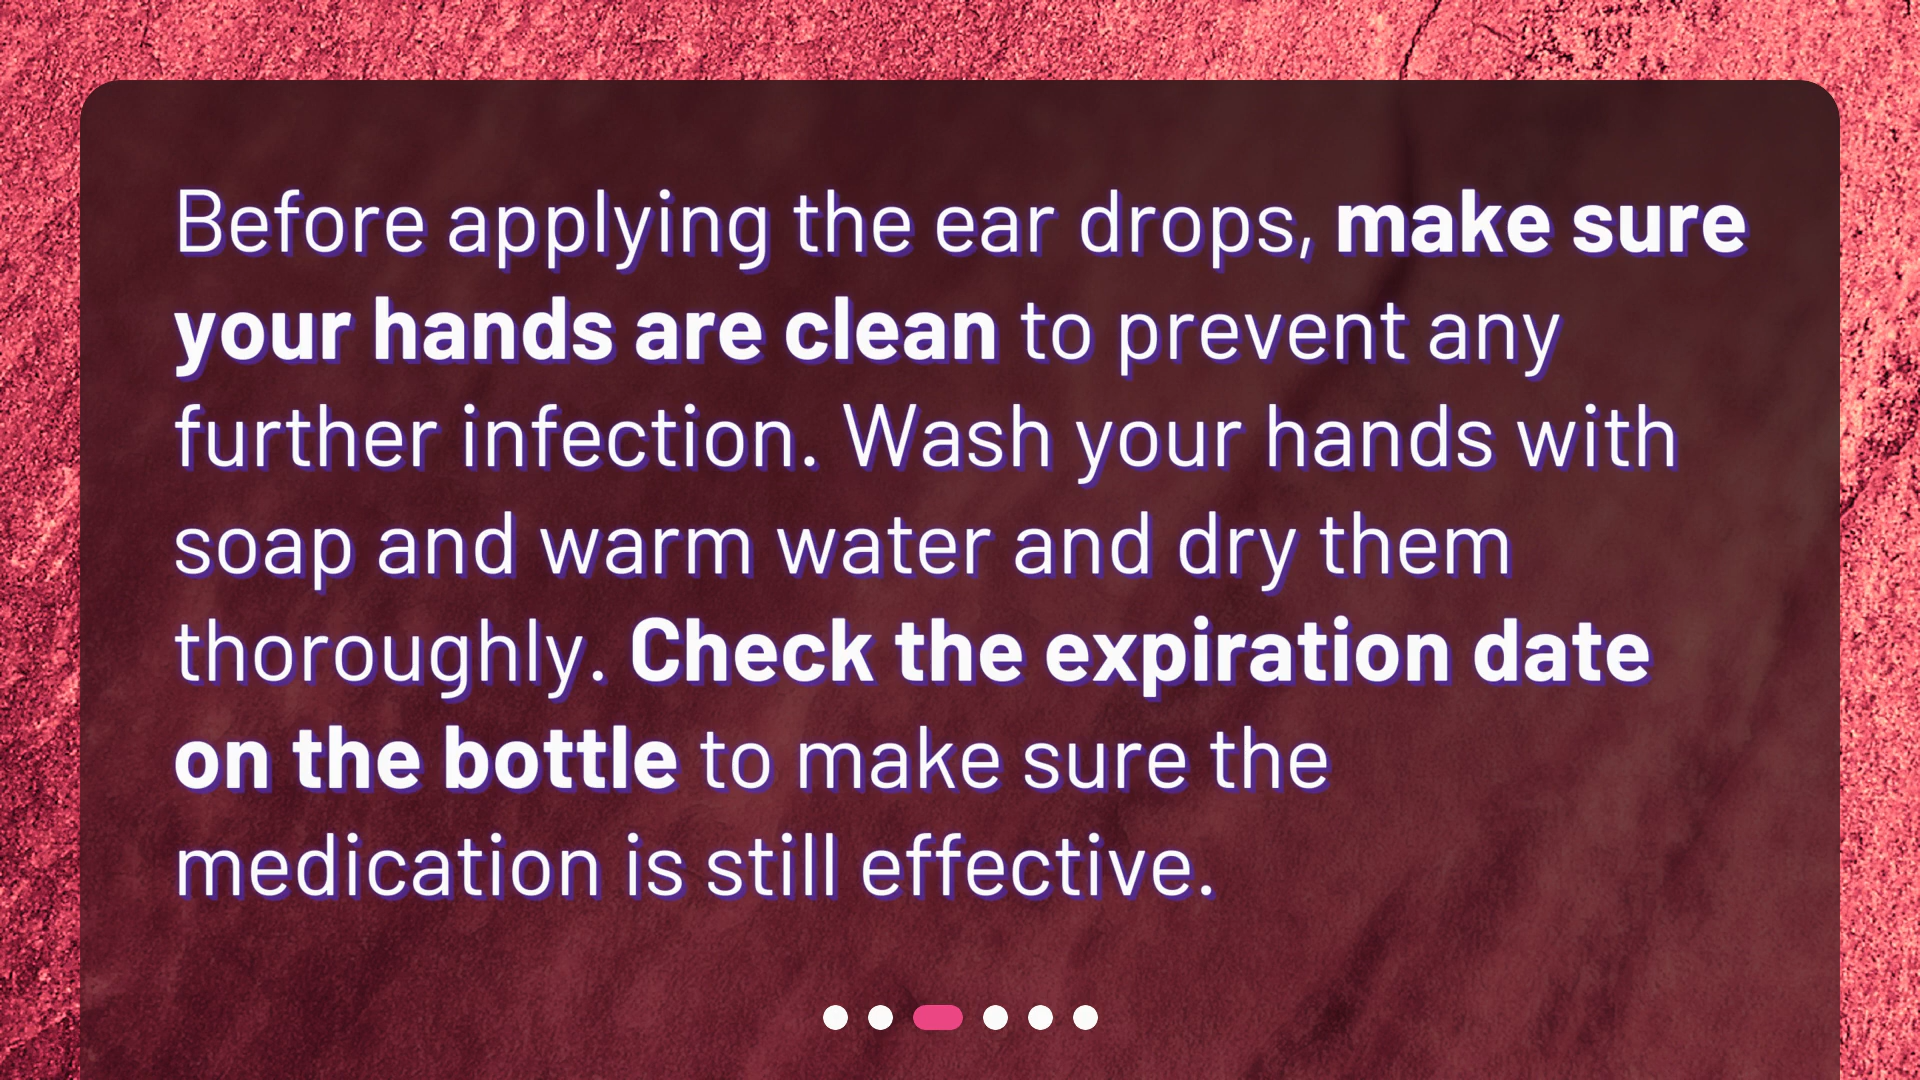 Before applying the ear drops, make sure
your hands are clean to prevent any
further infection. Wash your hands with
soap and warm water and dry them
thoroughly. Check the expiration date
on the bottle to make sure the
medication is still effective.